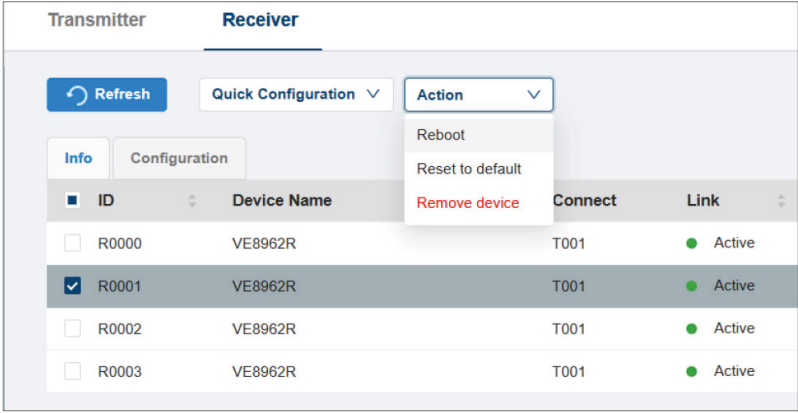 Transmitter Receiver
Refresh Quick Configuration Action
Reboot
Info Configuration
Reset to default
Remove device
ID Device Name Connect Link
R0000 VE8962R T001 Active
R0001 VE8962R T001 Active
R0002 VE8962R T001 Active
R0003 VE8962R T001 Active